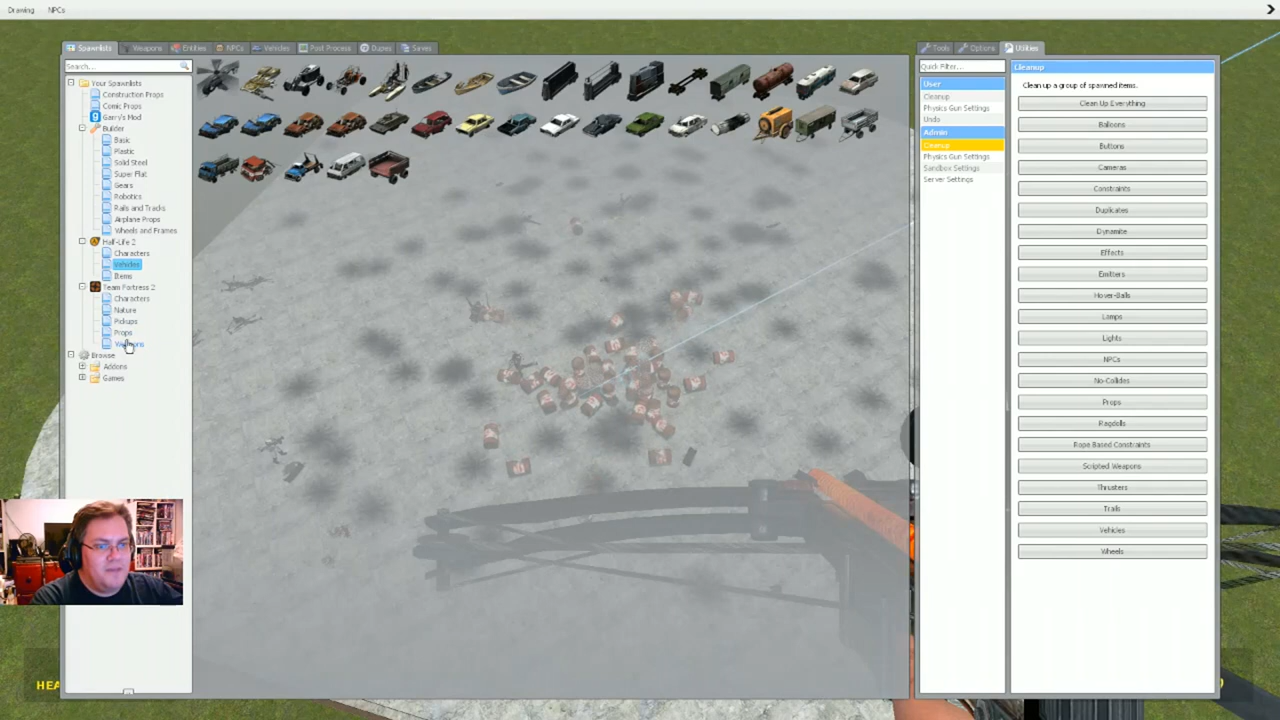 Drawing NPCs
Spawnlists Weapons Entities NPCs Vehicles Post Process Dupes Saves
Search...
Your Spawnlists
Construction Props
Comic Props
Garry's Mod
Builder
Basic
Plastic
Solid Steel
Super Flat
Gears
Robotics
Rails and Tracks
Airplane Props
Wheels and Frames
Half-Life 2
Characters
Vehicles
Items
Team Fortress 2
Characters
Nature
Pickups
Props
Weapons
Browse
Addons
Games
HEA
Tools Options Utilities
Quick Filter...
User
Cleanup
Physics Gun Settings
Undo
Admin
Cleanup
Physics Gun Settings
Sandbox Settings
Server Settings
Cleanup
Clean up a group of spawned items.
Clean Up Everything
Balloons
Buttons
Cameras
Constraints
Duplicates
Dynamite
Effects
Emitters
Hover-Balls
Lamps
Lights
NPCs
No-Collides
Props
Ragdolls
Rope Based Constraints
Scripted Weapons
Thrusters
Trails
Vehicles
Wheels